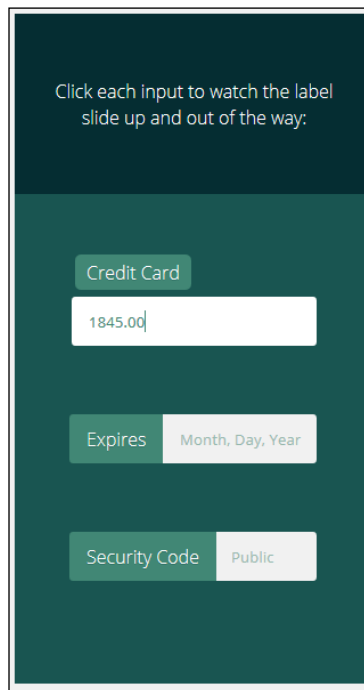 Click each input to watch the label
slide up and out of the way:
Credit Card
1845.00
Expires Month, Day, Year
Security Code Public